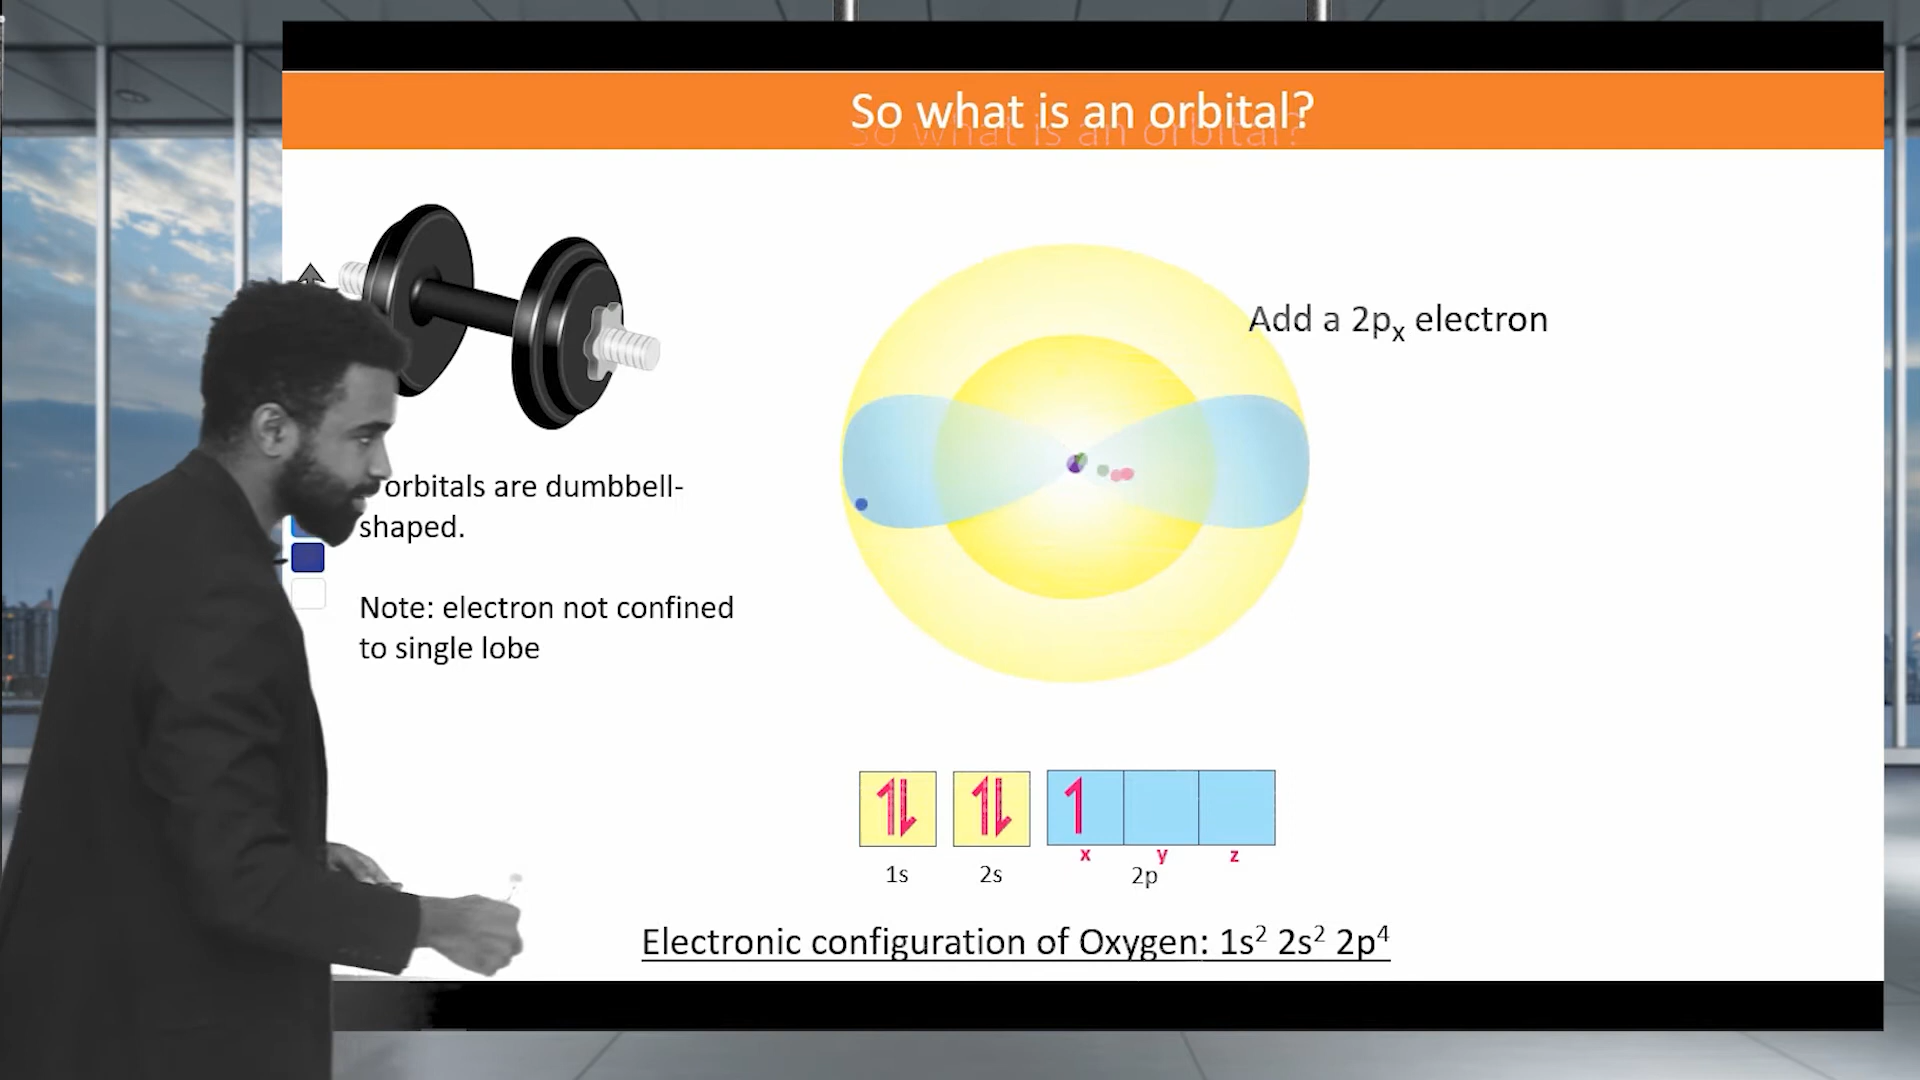 So what is an orbital?
Add a 2pₓ electron
orbitals are dumbbell-
shaped.
Note: electron not confined
to single lobe
x y z
1s 2s 2p
Electronic configuration of Oxygen: 1s² 2s² 2p⁴